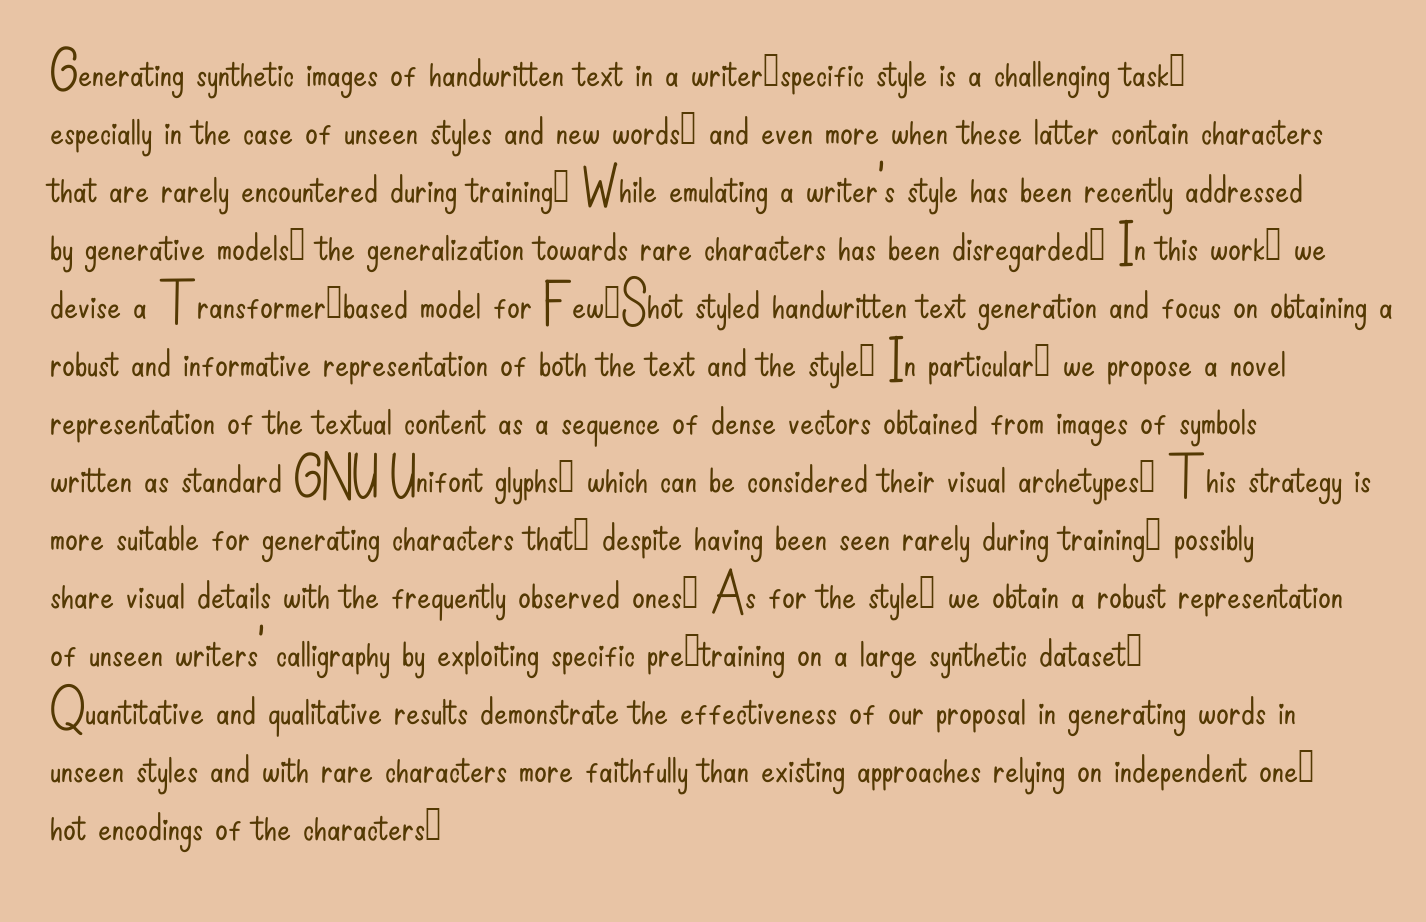 Generating synthetic images of handwritten text in a writer▯specific style is a challenging task▯
especially in the case of unseen styles and new words▯ and even more when these latter contain characters
that are rarely encountered during training▯ While emulating a writer's style has been recently addressed
by generative models▯ the generalization towards rare characters has been disregarded▯ In this work▯ we
devise a Transformer▯based model for Few▯Shot styled handwritten text generation and focus on obtaining a
robust and informative representation of both the text and the style▯ In particular▯ we propose a novel
representation of the textual content as a sequence of dense vectors obtained from images of symbols
written as standard GNU Unifont glyphs▯ which can be considered their visual archetypes▯ This strategy is
more suitable for generating characters that▯ despite having been seen rarely during training▯ possibly
share visual details with the frequently observed ones▯ As for the style▯ we obtain a robust representation
of unseen writers' calligraphy by exploiting specific pre▯training on a large synthetic dataset▯
Quantitative and qualitative results demonstrate the effectiveness of our proposal in generating words in
unseen styles and with rare characters more faithfully than existing approaches relying on independent one▯
hot encodings of the characters▯